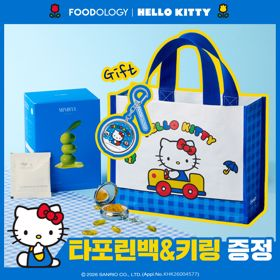 FOODOLOGY | HELLO KITTY
Gift
HELLO KITTY
타포린백&키링 증정
© 2026 SANRIO CO., LTD. (Appl.No.KHK26004577)